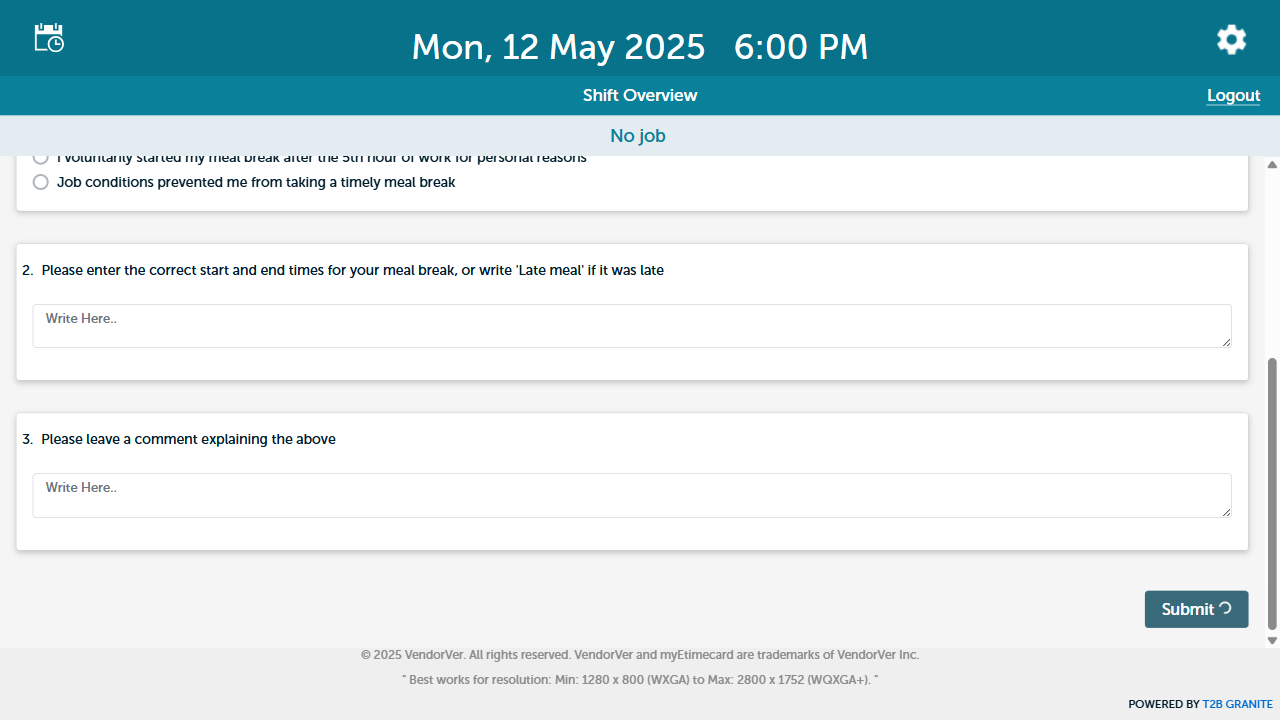 Mon, 12 May 2025 6:00 PM
Shift Overview
Logout
No job
I voluntarily started my meal break after the 5th hour of work for personal reasons
Job conditions prevented me from taking a timely meal break
2. Please enter the correct start and end times for your meal break, or write 'Late meal' if it was late
Write Here..
3. Please leave a comment explaining the above
Write Here..
Submit
© 2025 VendorVer. All rights reserved. VendorVer and myEtimecard are trademarks of VendorVer Inc.
" Best works for resolution: Min: 1280 x 800 (WXGA) to Max: 2800 x 1752 (WQXGA+). "
POWERED BY T2B GRANITE